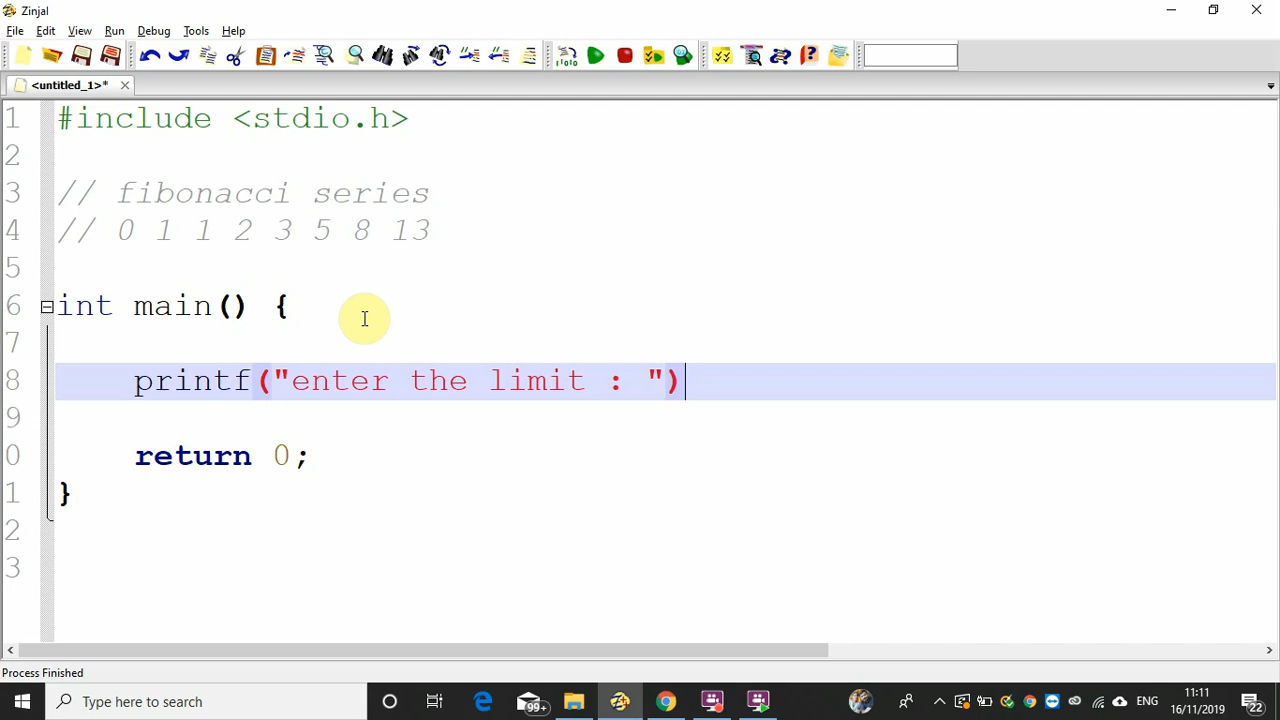 Zinjal
File Edit View Run Debug Tools Help
<untitled_1>*
1 #include <stdio.h>
2
3 // fibonacci series
4 // 0 1 1 2 3 5 8 13
5
6 int main() {
7
8 printf("enter the limit : ")
9
0 return 0;
1 }
2
3
Process Finished
Type here to search
99+
ENG
11:11
16/11/2019
22